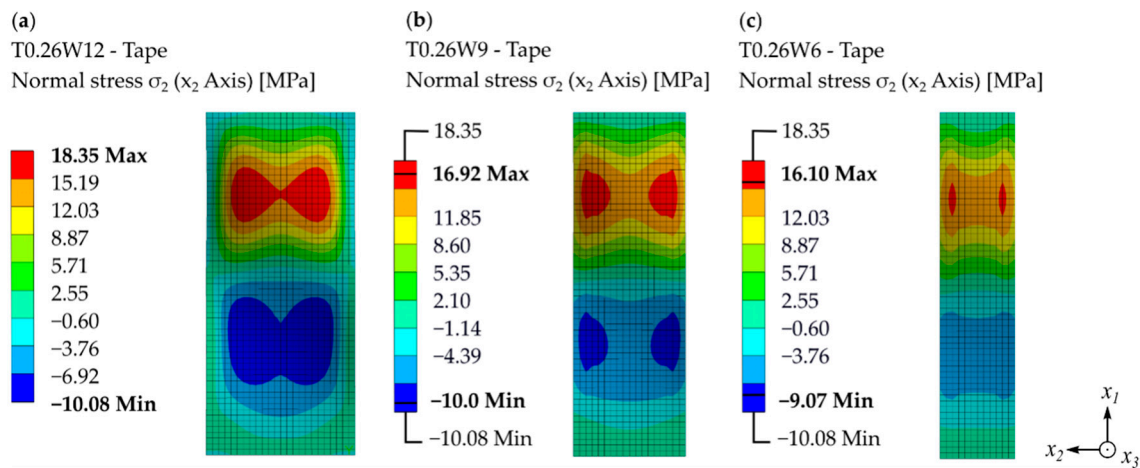 (a)
T0.26W12 - Tape
Normal stress σ2 (x2 Axis) [MPa]
18.35 Max
15.19
12.03
8.87
5.71
2.55
−0.60
−3.76
−6.92
−10.08 Min
(b)
T0.26W9 - Tape
Normal stress σ2 (x2 Axis) [MPa]
18.35
16.92 Max
11.85
8.60
5.35
2.10
−1.14
−4.39
−10.0 Min
−10.08 Min
(c)
T0.26W6 - Tape
Normal stress σ2 (x2 Axis) [MPa]
18.35
16.10 Max
12.03
8.87
5.71
2.55
−0.60
−3.76
−9.07 Min
−10.08 Min
x1
x2
x3